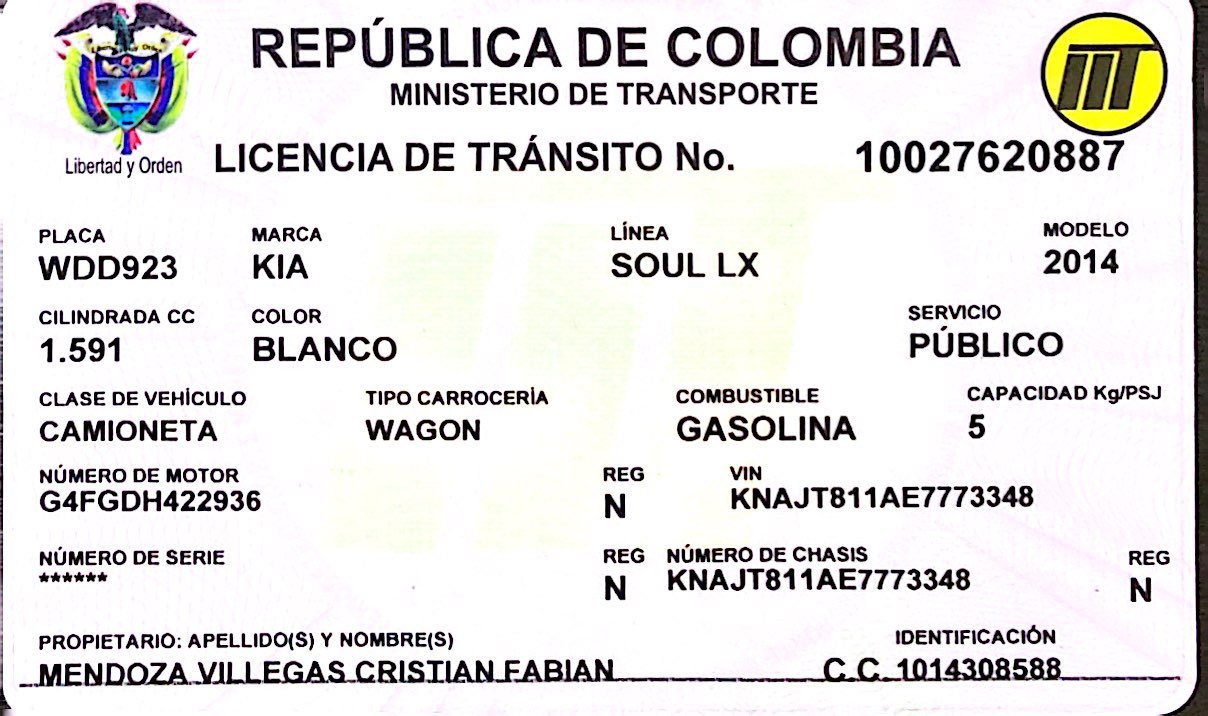 REPÚBLICA DE COLOMBIA
MINISTERIO DE TRANSPORTE
Libertad y Orden
LICENCIA DE TRÁNSITO No. 10027620887
PLACA MARCA LÍNEA MODELO
WDD923 KIA SOUL LX 2014
CILINDRADA CC COLOR SERVICIO
1.591 BLANCO PÚBLICO
CLASE DE VEHÍCULO TIPO CARROCERÍA COMBUSTIBLE CAPACIDAD Kg/PSJ
CAMIONETA WAGON GASOLINA 5
NÚMERO DE MOTOR REG VIN
G4FGDH422936 N KNAJT811AE7773348
NÚMERO DE SERIE REG NÚMERO DE CHASIS REG
****** N KNAJT811AE7773348 N
PROPIETARIO: APELLIDO(S) Y NOMBRE(S) IDENTIFICACIÓN
MENDOZA VILLEGAS CRISTIAN FABIAN C.C. 1014308588